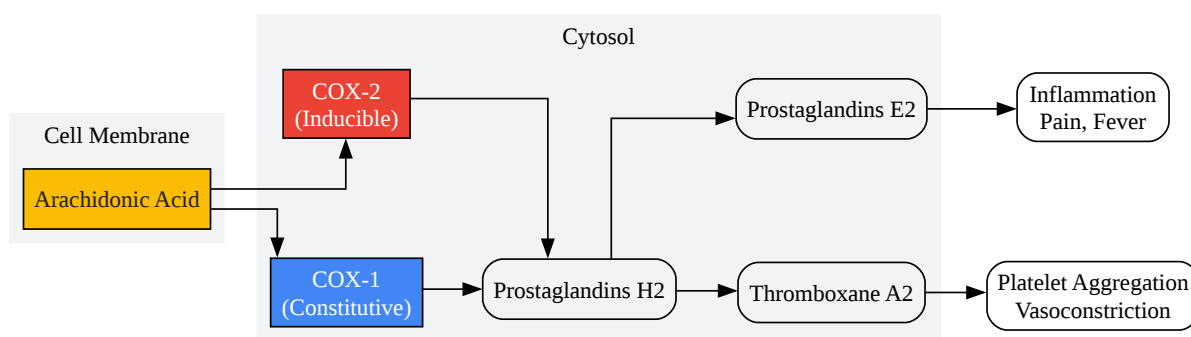 Cytosol
COX-2
(Inducible)
Cell Membrane
Arachidonic Acid
COX-1
(Constitutive)
Prostaglandins H2
Prostaglandins E2
Thromboxane A2
Inflammation
Pain, Fever
Platelet Aggregation
Vasoconstriction